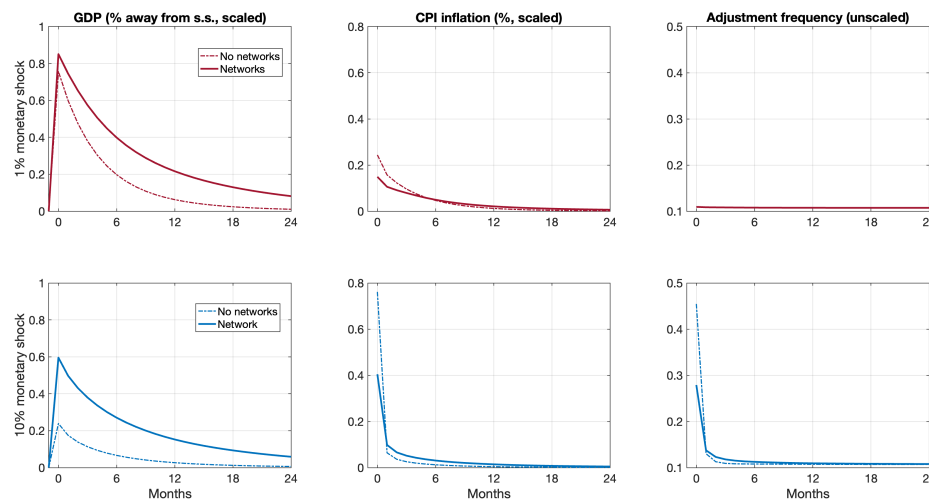 GDP (% away from s.s., scaled)
CPI inflation (%, scaled)
Adjustment frequency (unscaled)
1% monetary shock
1
0.8
0.6
0.4
0.2
0
0 6 12 18 24
No networks
Networks
0.8
0.6
0.4
0.2
0
0 6 12 18 24
0.5
0.4
0.3
0.2
0.1
0 6 12 18
10% monetary shock
1
0.8
0.6
0.4
0.2
0
0 6 12 18 24
Months
No networks
Network
0.8
0.6
0.4
0.2
0
0 6 12 18 24
Months
0.5
0.4
0.3
0.2
0.1
0 6 12 18
Months